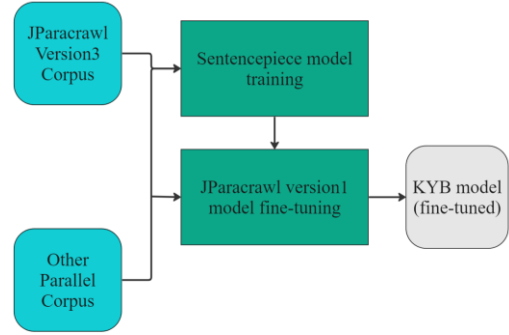 JParacrawl
Version3
Corpus
Sentencepiece model
training
JParacrawl version1
model fine-tuning
KYB model
(fine-tuned)
Other
Parallel
Corpus